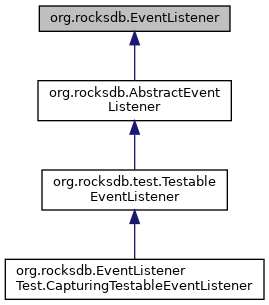 org.rocksdb.EventListener
org.rocksdb.AbstractEvent
Listener
org.rocksdb.test.Testable
EventListener
org.rocksdb.EventListener
Test.CapturingTestableEventListener